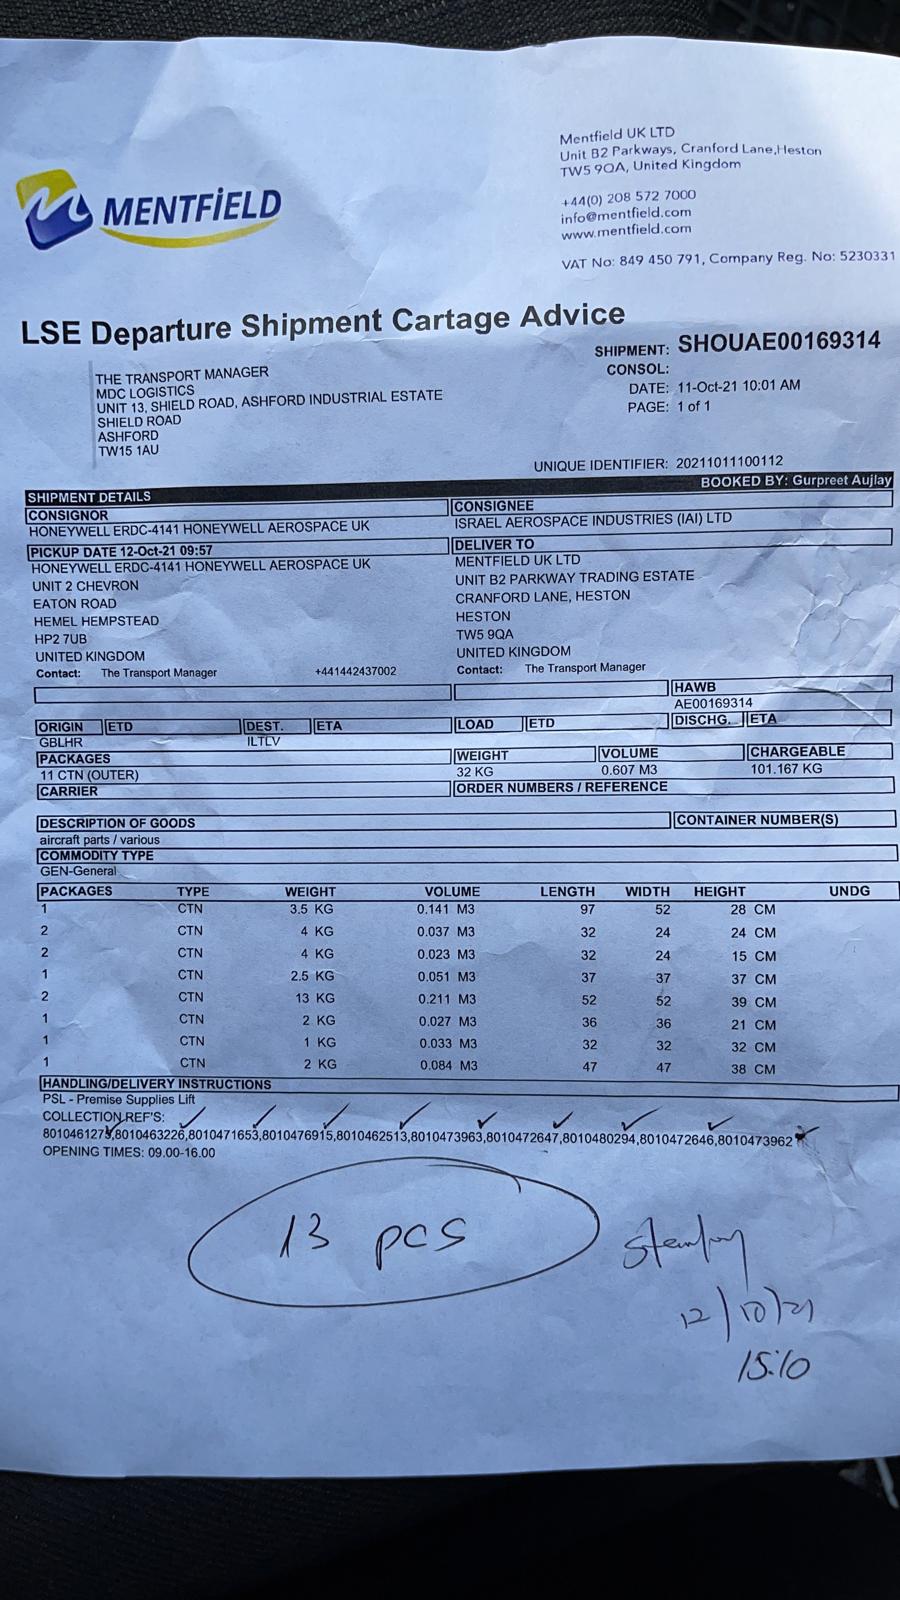 Mentfield UK LTD
Unit B2 Parkways, Cranford Lane,Heston
TW5 9QA, United Kingdom
+44(0) 208 572 7000
info@mentfield.com
www.mentfield.com
VAT No: 849 450 791, Company Reg. No: 5230331
MENTFİELD
LSE Departure Shipment Cartage Advice
SHIPMENT: SHOUAE00169314
CONSOL:
DATE: 11-Oct-21 10:01 AM
PAGE: 1 of 1
THE TRANSPORT MANAGER
MDC LOGISTICS
UNIT 13, SHIELD ROAD, ASHFORD INDUSTRIAL ESTATE
SHIELD ROAD
ASHFORD
TW15 1AU
UNIQUE IDENTIFIER: 20211011100112
SHIPMENT DETAILS BOOKED BY: Gurpreet Aujlay
CONSIGNOR CONSIGNEE
HONEYWELL ERDC-4141 HONEYWELL AEROSPACE UK ISRAEL AEROSPACE INDUSTRIES (IAI) LTD
PICKUP DATE 12-Oct-21 09:57 DELIVER TO
HONEYWELL ERDC-4141 HONEYWELL AEROSPACE UK MENTFIELD UK LTD
UNIT 2 CHEVRON UNIT B2 PARKWAY TRADING ESTATE
EATON ROAD CRANFORD LANE, HESTON
HEMEL HEMPSTEAD HESTON
HP2 7UB TW5 9QA
UNITED KINGDOM UNITED KINGDOM
Contact: The Transport Manager +441442437002 Contact: The Transport Manager
HAWB
AE00169314
ORIGIN ETD DEST. ETA LOAD ETD DISCHG. ETA
GBLHR ILTLV
PACKAGES WEIGHT VOLUME CHARGEABLE
11 CTN (OUTER) 32 KG 0.607 M3 101.167 KG
CARRIER ORDER NUMBERS / REFERENCE
DESCRIPTION OF GOODS CONTAINER NUMBER(S)
aircraft parts / various
COMMODITY TYPE
GEN-General
PACKAGES TYPE WEIGHT VOLUME LENGTH WIDTH HEIGHT UNDG
1 CTN 3.5 KG 0.141 M3 97 52 28 CM
2 CTN 4 KG 0.037 M3 32 24 24 CM
2 CTN 4 KG 0.023 M3 32 24 15 CM
1 CTN 2.5 KG 0.051 M3 37 37 37 CM
2 CTN 13 KG 0.211 M3 52 52 39 CM
1 CTN 2 KG 0.027 M3 36 36 21 CM
1 CTN 1 KG 0.033 M3 32 32 32 CM
1 CTN 2 KG 0.084 M3 47 47 38 CM
HANDLING/DELIVERY INSTRUCTIONS
PSL - Premise Supplies Lift
COLLECTION REF'S:
8010461273,8010463226,8010471653,8010476915,8010462513,8010473963,8010472647,8010480294,8010472646,8010473962
OPENING TIMES: 09.00-16.00
13 pcs
12/10/21
15:10